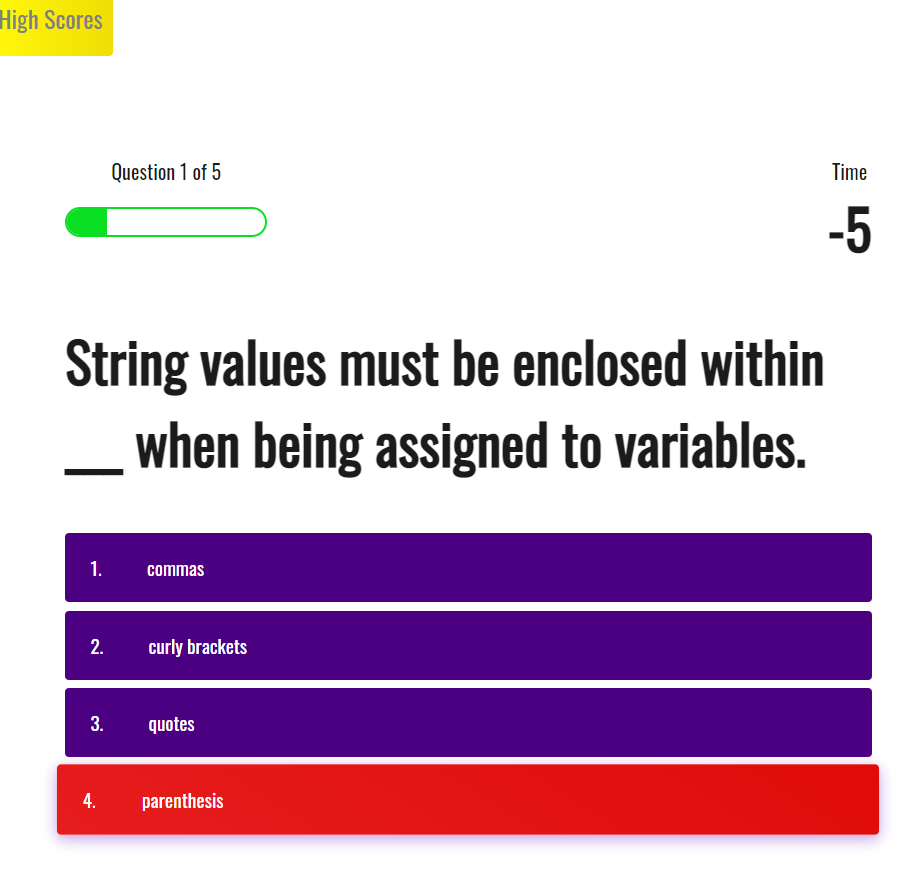 High Scores
Question 1 of 5
Time
-5
String values must be enclosed within
___ when being assigned to variables.
1. commas
2. curly brackets
3. quotes
4. parenthesis